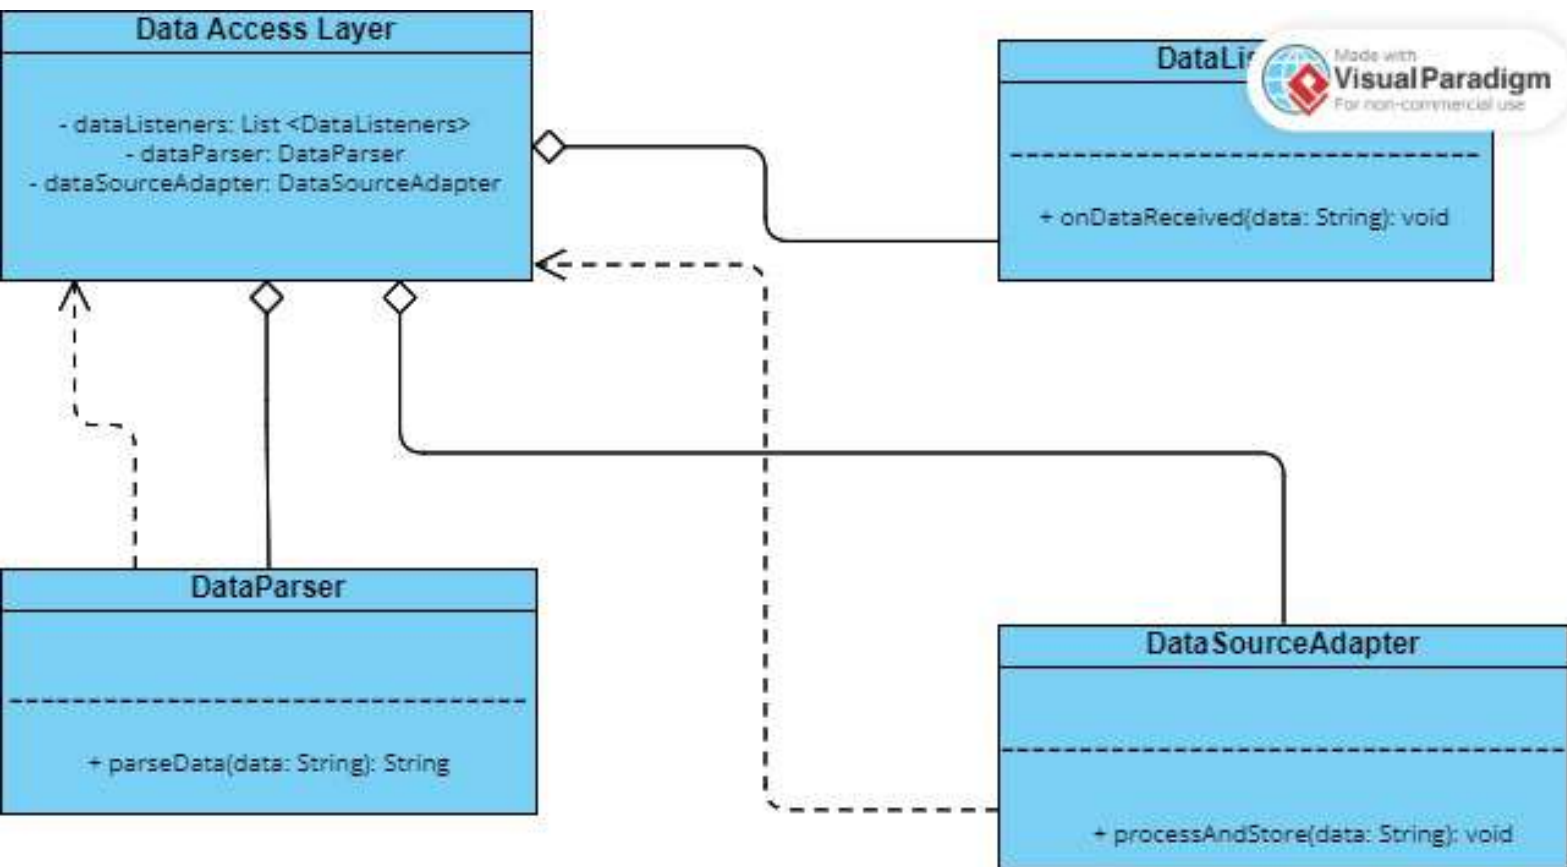 Data Access Layer
- dataListeners: List <DataListeners>
- dataParser: DataParser
- dataSourceAdapter: DataSourceAdapter
Made with
Visual Paradigm
For non-commercial use
+ onDataReceived(data: String): void
DataParser
+ parseData(data: String): String
DataSourceAdapter
+ processAndStore(data: String): void